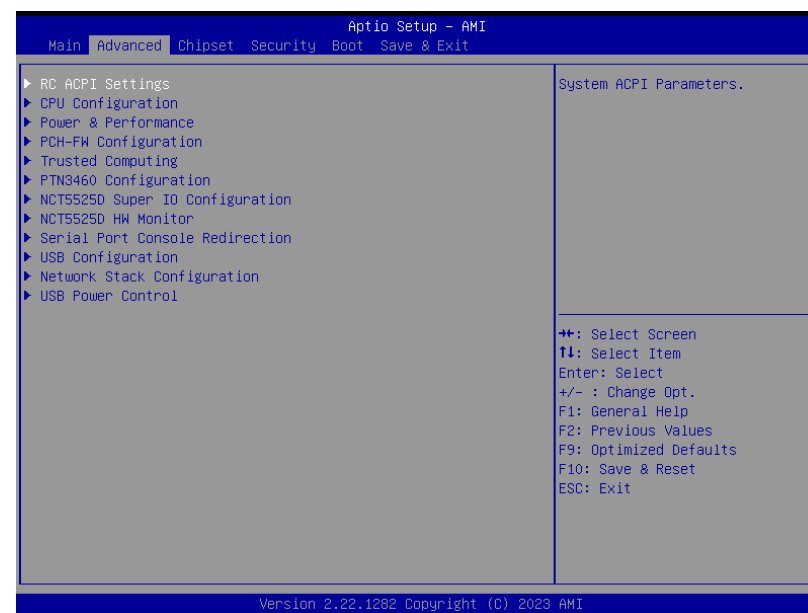 Aptio Setup – AMI
Main Advanced Chipset Security Boot Save & Exit
RC ACPI Settings
CPU Configuration
Power & Performance
PCH-FW Configuration
Trusted Computing
PTN3460 Configuration
NCT5525D Super IO Configuration
NCT5525D HW Monitor
Serial Port Console Redirection
USB Configuration
Network Stack Configuration
USB Power Control
System ACPI Parameters.
→←: Select Screen
↑↓: Select Item
Enter: Select
+/- : Change Opt.
F1: General Help
F2: Previous Values
F9: Optimized Defaults
F10: Save & Reset
ESC: Exit
Version 2.22.1282 Copyright (C) 2023 AMI